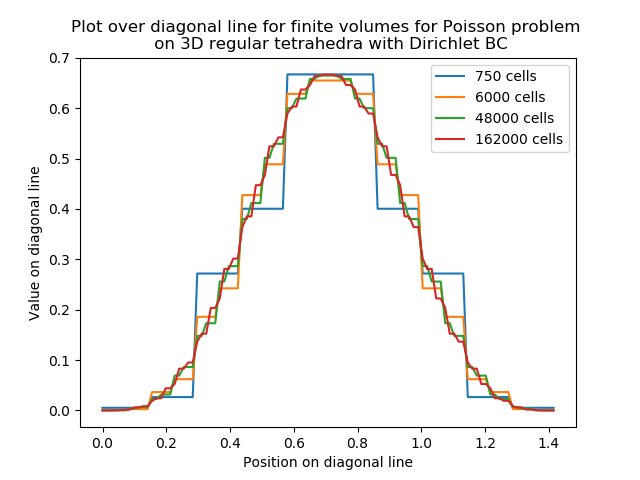 Plot over diagonal line for finite volumes for Poisson problem
on 3D regular tetrahedra with Dirichlet BC
0.7
0.6
0.5
0.4
0.3
0.2
0.1
0.0
Value on diagonal line
750 cells
6000 cells
48000 cells
162000 cells
0.0 0.2 0.4 0.6 0.8 1.0 1.2 1.4
Position on diagonal line